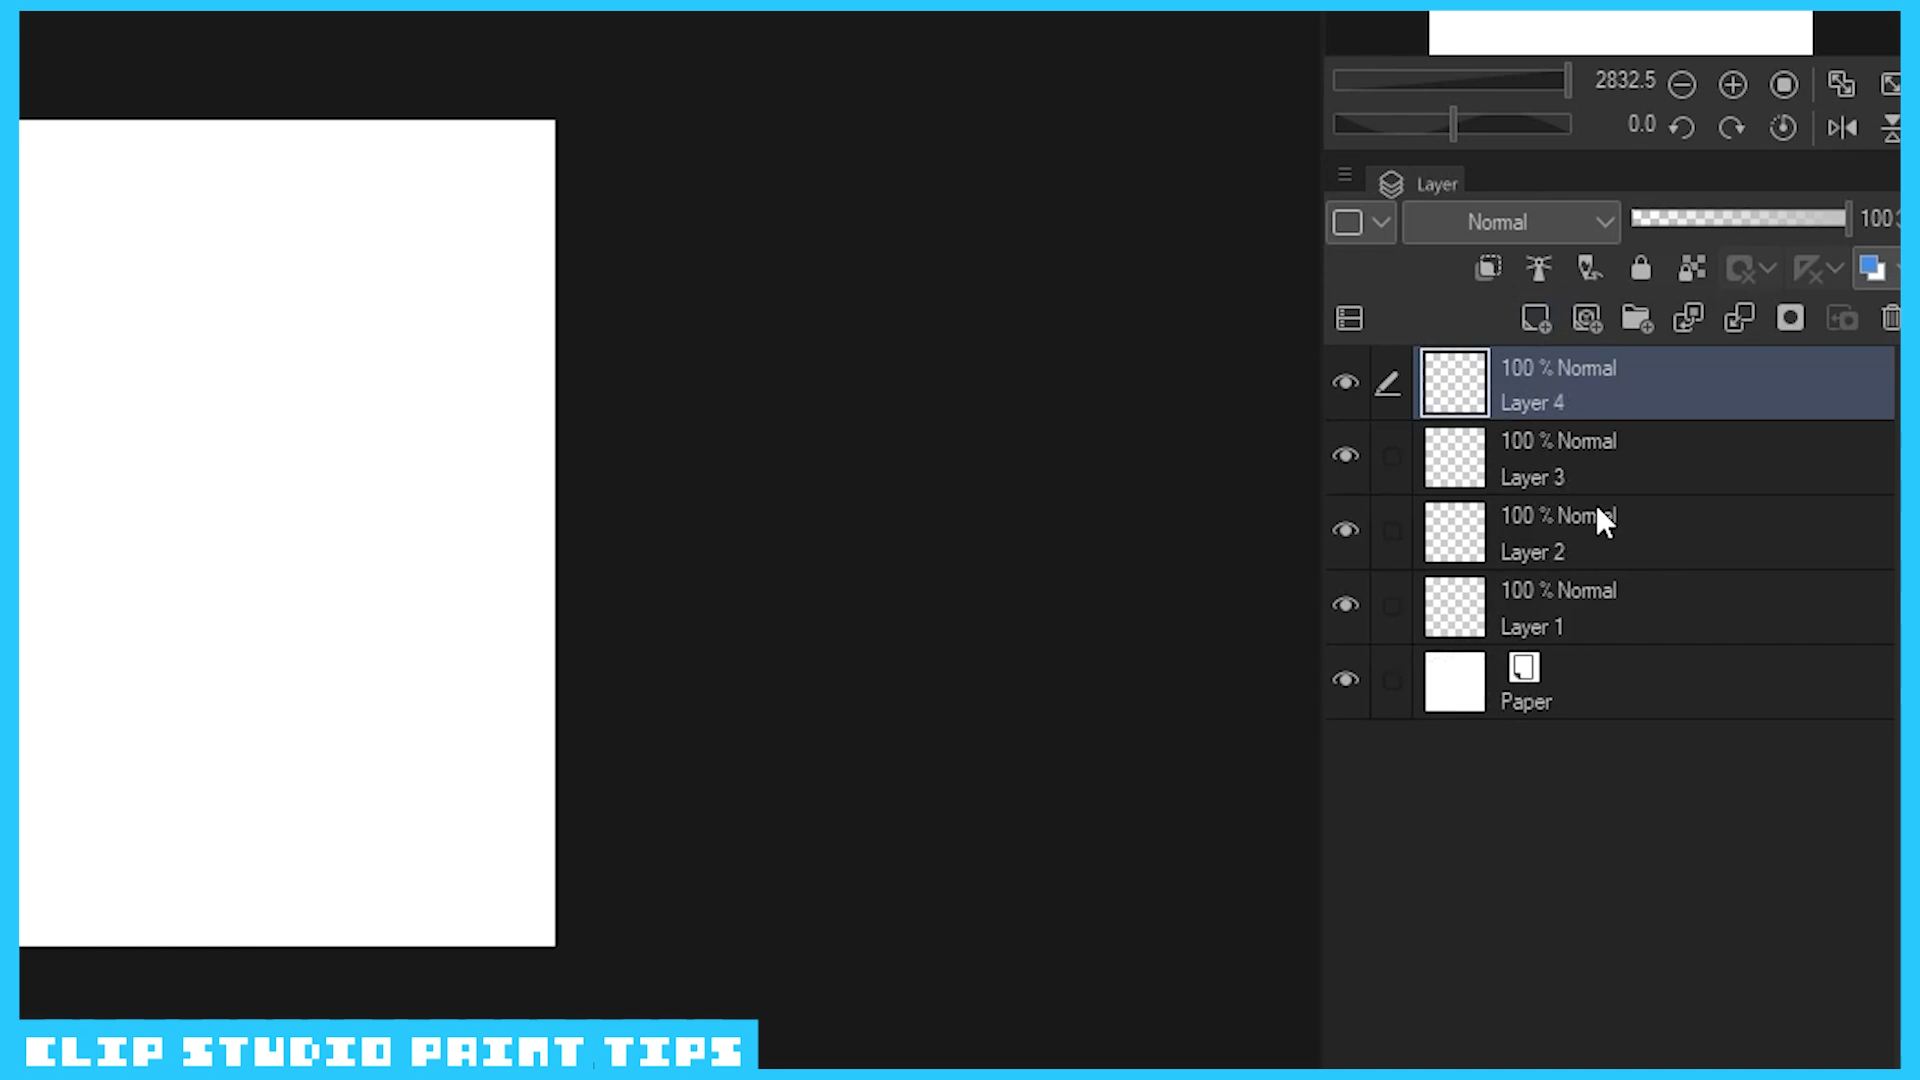 2832.5
0.0
Layer
Normal
100
100 % Normal
Layer 4
100 % Normal
Layer 3
100 % Normal
Layer 2
100 % Normal
Layer 1
Paper
CLIP STUDIO PAINT TIPS